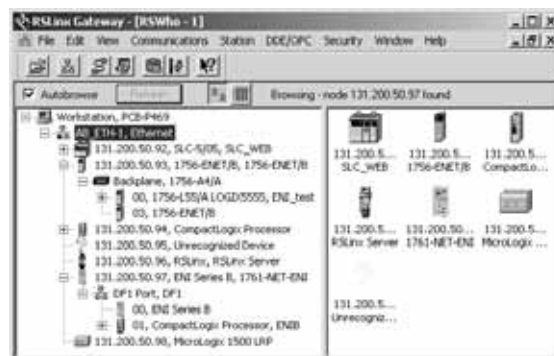 RSLinx Gateway - [RSWho - 1]
File Edit View Communications Station DDE/OPC Security Window Help
Autobrowse
Browsing - node 131.200.50.97 found
Workstation, PCB-P469
AB_ETH-1, Ethernet
131.200.50.92, SLC-5/05, SLC_WEB
131.200.50.93, 1756-ENET/B, 1756-ENET/B
Backplane, 1756-A4/A
00, 1756-L55/A LOGIX5555, ENI_test
03, 1756-ENET/B
131.200.50.94, CompactLogix Processor
131.200.50.95, Unrecognized Device
131.200.50.96, RSLinx, RSLinx Server
131.200.50.97, ENI Series B, 1761-NET-ENI
DF1 Port, DF1
00, ENI Series B
01, CompactLogix Processor, ENIB
131.200.50.98, MicroLogix 1500 LRP
131.200.5... 131.200.5... 131.200.5...
SLC_WEB 1756-ENET/B CompactLo...
131.200.5... 131.200.50... 131.200.5...
RSLinx Server 1761-NET-ENI MicroLogix ...
131.200.5...
Unrecogniz...